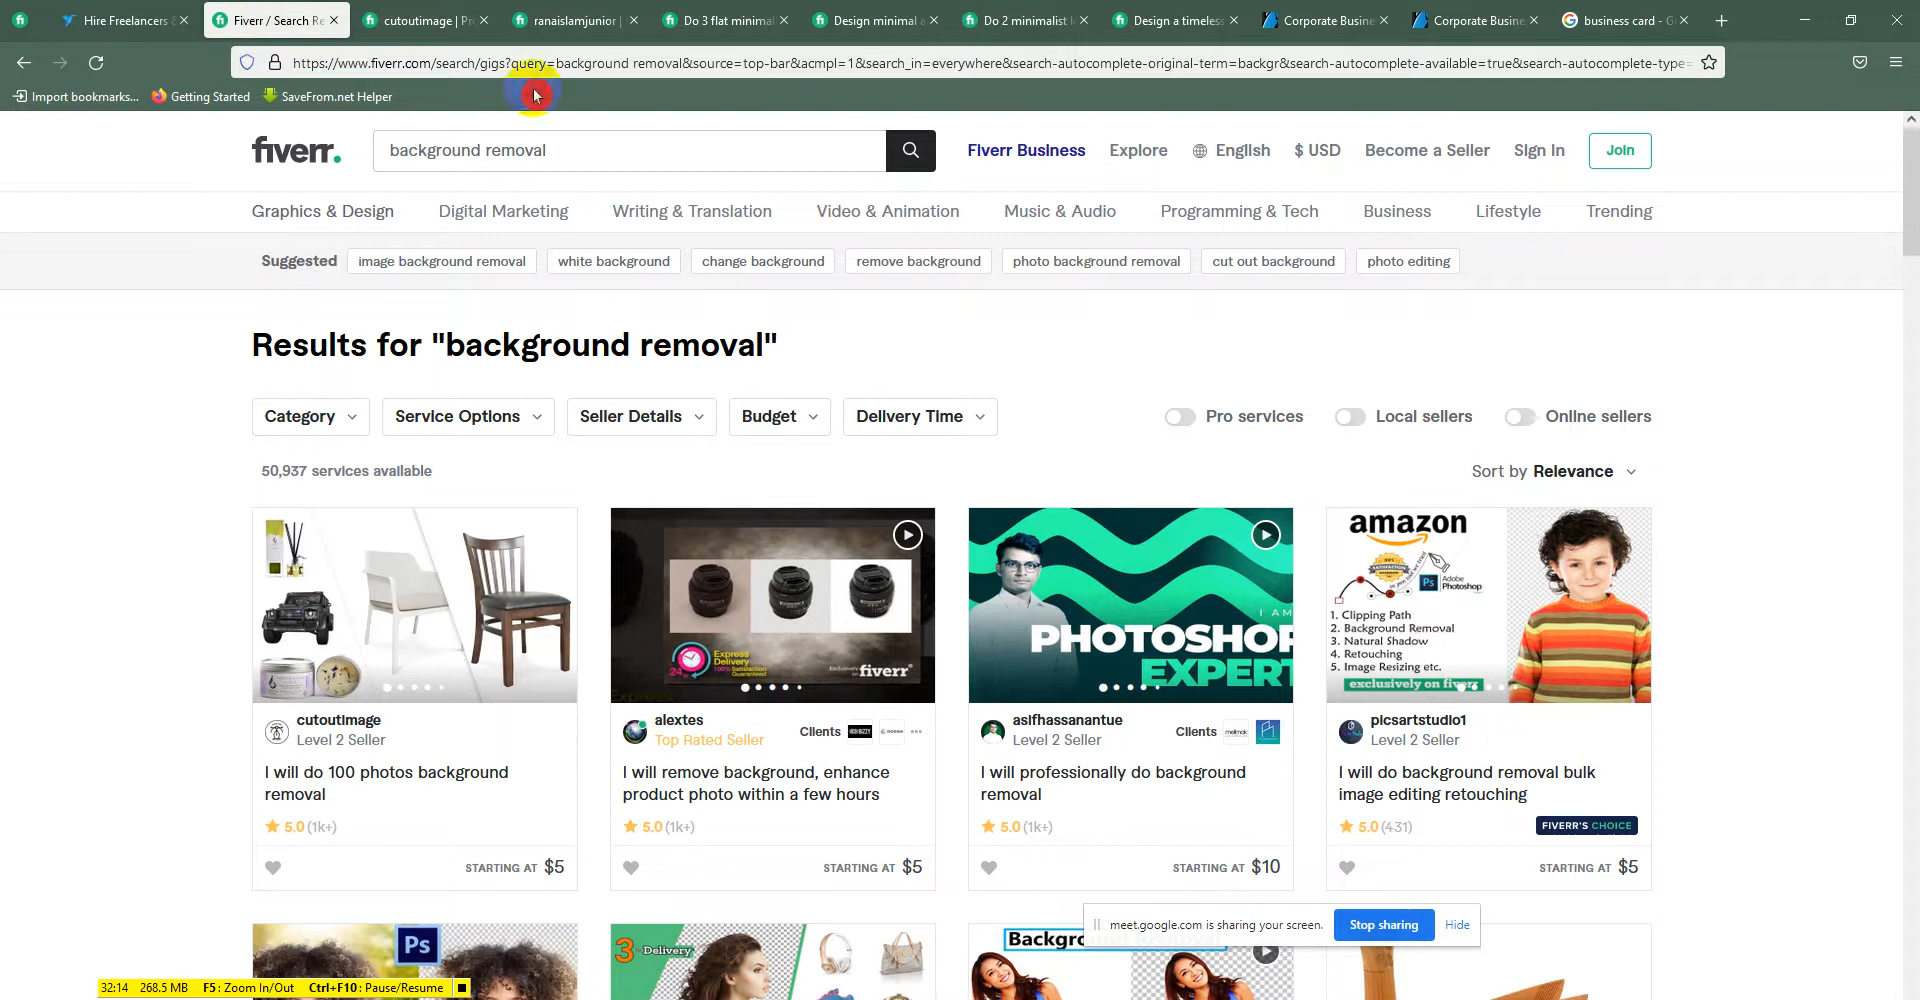 Hire Freelancers &
Fiverr / Search Re
cutoutimage | Pr
ranaislamjunior |
Do 3 flat minimal
Design minimal a
Do 2 minimalist l
Design a timeless
Corporate Busine
Corporate Busine
business card - G
https://www.fiverr.com/search/gigs?query=background removal&source=top-bar&acmpl=1&search_in=everywhere&search-autocomplete-original-term=backgr&search-autocomplete-available=true&search-autocomplete-type=
Import bookmarks...
Getting Started
SaveFrom.net Helper
fiverr.
background removal
Fiverr Business
Explore
English
$ USD
Become a Seller
Sign In
Join
Graphics & Design
Digital Marketing
Writing & Translation
Video & Animation
Music & Audio
Programming & Tech
Business
Lifestyle
Trending
Suggested
image background removal
white background
change background
remove background
photo background removal
cut out background
photo editing
Results for "background removal"
Category
Service Options
Seller Details
Budget
Delivery Time
Pro services
Local sellers
Online sellers
50,937 services available
Sort by Relevance
24
Express
Delivery
100% Satisfaction
Guaranteed
Exclusively on fiverr
I AM
PHOTOSHOP
EXPERT
amazon
SATISFACTION
Ps Adobe
Photoshop
1. Clipping Path
2. Background Removal
3. Natural Shadow
4. Retouching
5. Image Resizing etc.
exclusively on fiverr
cutoutimage
Level 2 Seller
alextes
Top Rated Seller
Clients
asifhassanantue
Level 2 Seller
Clients
picsartstudio1
Level 2 Seller
I will do 100 photos background
removal
I will remove background, enhance
product photo within a few hours
I will professionally do background
removal
I will do background removal bulk
image editing retouching
5.0 (1k+)
5.0 (1k+)
5.0 (1k+)
5.0 (431)
FIVERR'S CHOICE
STARTING AT $5
STARTING AT $5
STARTING AT $10
STARTING AT $5
meet.google.com is sharing your screen.
Stop sharing
Hide
Ps
3- Delivery
32:14 268.5 MB F5: Zoom In/Out Ctrl+F10: Pause/Resume